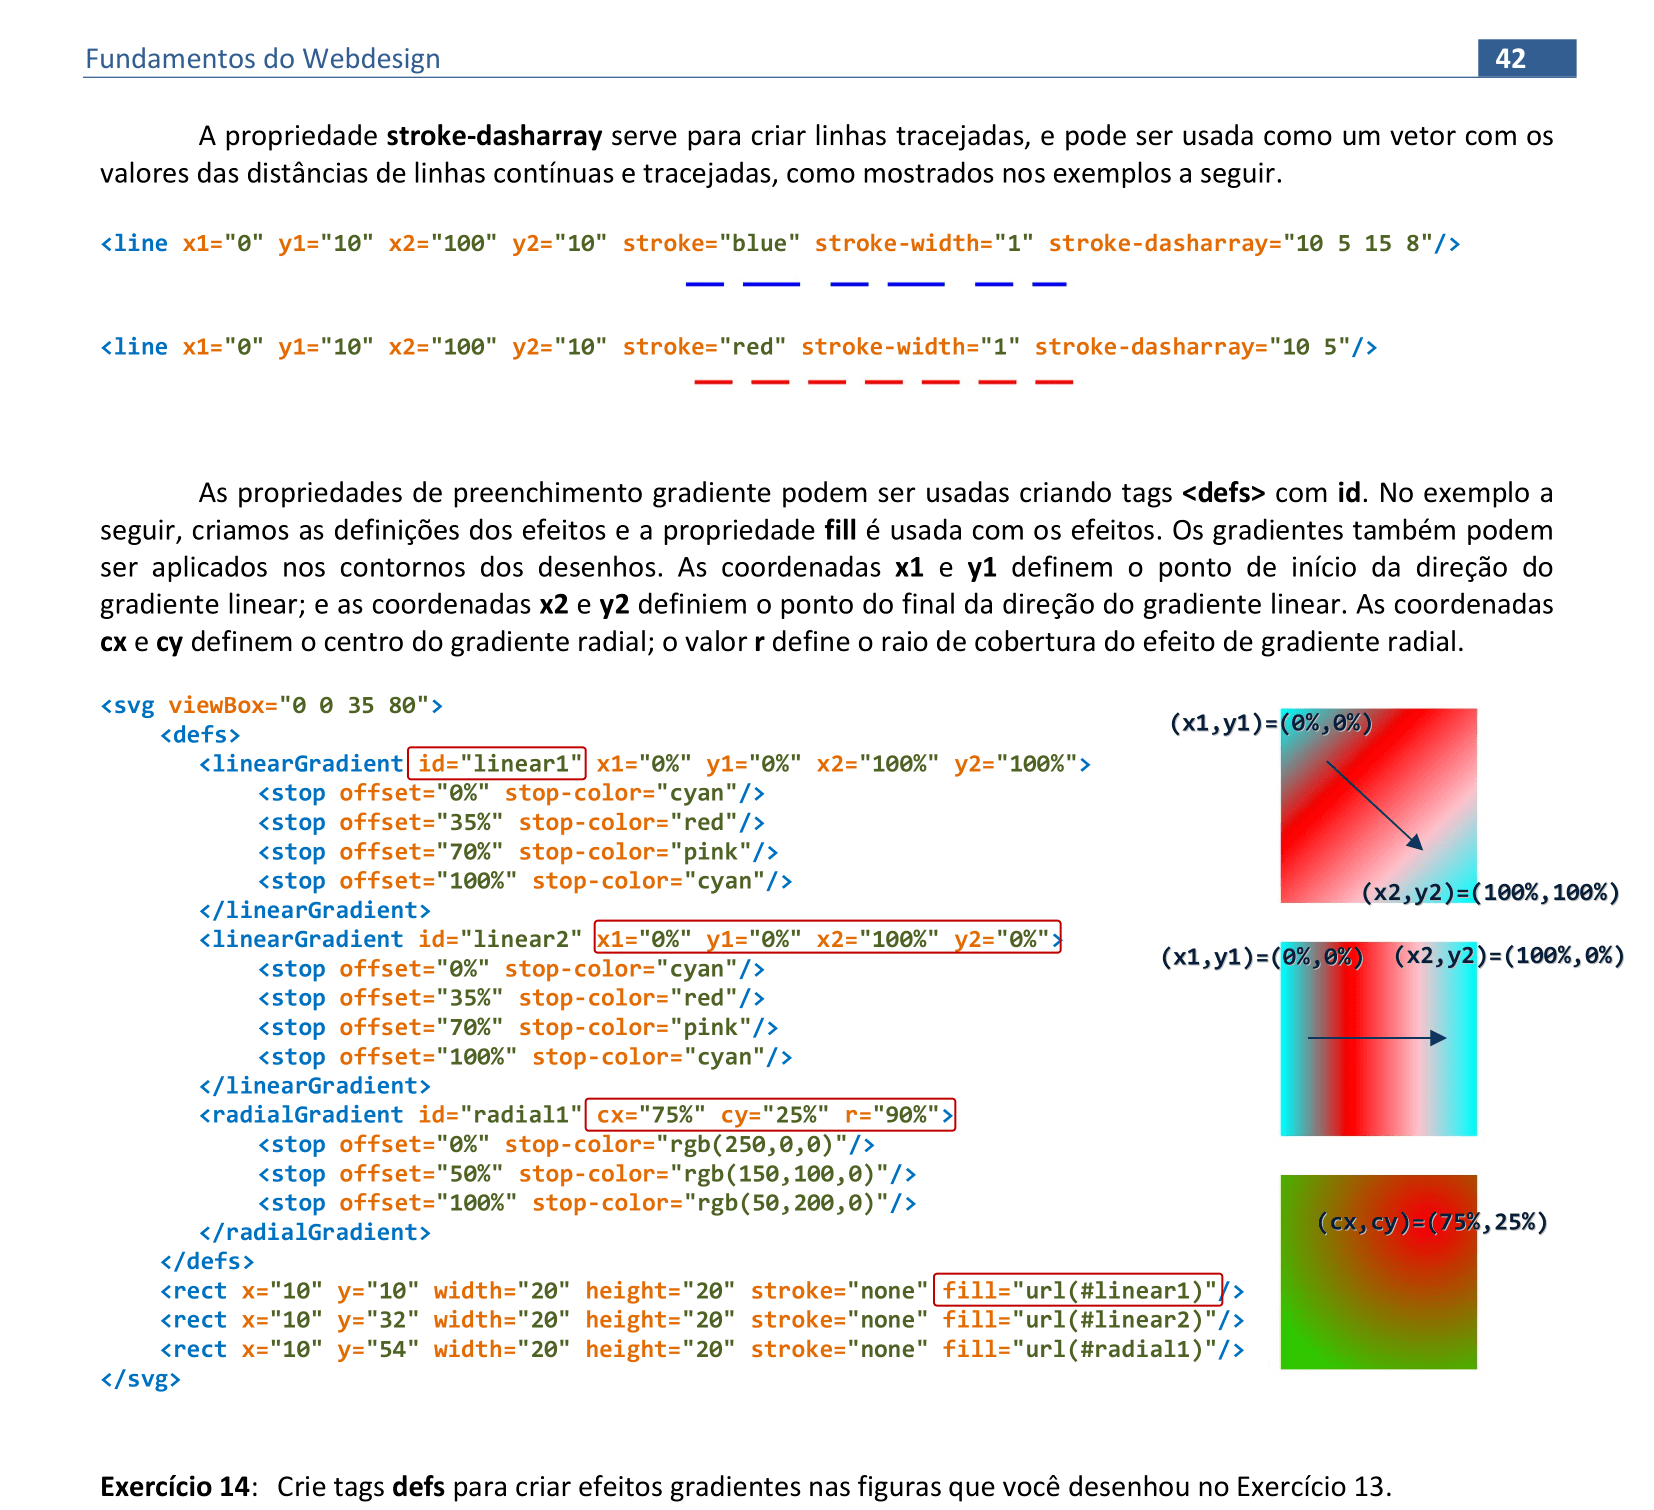 Fundamentos do Webdesign 42
A propriedade stroke-dasharray serve para criar linhas tracejadas, e pode ser usada como um vetor com os
valores das distâncias de linhas contínuas e tracejadas, como mostrados nos exemplos a seguir.
<line x1="0" y1="10" x2="100" y2="10" stroke="blue" stroke-width="1" stroke-dasharray="10 5 15 8"/>
<line x1="0" y1="10" x2="100" y2="10" stroke="red" stroke-width="1" stroke-dasharray="10 5"/>
As propriedades de preenchimento gradiente podem ser usadas criando tags <defs> com id. No exemplo a
seguir, criamos as definições dos efeitos e a propriedade fill é usada com os efeitos. Os gradientes também podem
ser aplicados nos contornos dos desenhos. As coordenadas x1 e y1 definem o ponto de início da direção do
gradiente linear; e as coordenadas x2 e y2 definiem o ponto do final da direção do gradiente linear. As coordenadas
cx e cy definem o centro do gradiente radial; o valor r define o raio de cobertura do efeito de gradiente radial.
<svg viewBox="0 0 35 80">
<defs>
<linearGradient id="linear1" x1="0%" y1="0%" x2="100%" y2="100%">
<stop offset="0%" stop-color="cyan"/>
<stop offset="35%" stop-color="red"/>
<stop offset="70%" stop-color="pink"/>
<stop offset="100%" stop-color="cyan"/>
</linearGradient>
<linearGradient id="linear2" x1="0%" y1="0%" x2="100%" y2="0%">
<stop offset="0%" stop-color="cyan"/>
<stop offset="35%" stop-color="red"/>
<stop offset="70%" stop-color="pink"/>
<stop offset="100%" stop-color="cyan"/>
</linearGradient>
<radialGradient id="radial1" cx="75%" cy="25%" r="90%">
<stop offset="0%" stop-color="rgb(250,0,0)"/>
<stop offset="50%" stop-color="rgb(150,100,0)"/>
<stop offset="100%" stop-color="rgb(50,200,0)"/>
</radialGradient>
</defs>
<rect x="10" y="10" width="20" height="20" stroke="none" fill="url(#linear1)"/>
<rect x="10" y="32" width="20" height="20" stroke="none" fill="url(#linear2)"/>
<rect x="10" y="54" width="20" height="20" stroke="none" fill="url(#radial1)"/>
</svg>
(x1,y1)=(0%,0%)
(x2,y2)=(100%,100%)
(x1,y1)=(0%,0%) (x2,y2)=(100%,0%)
(cx,cy)=(75%,25%)
Exercício 14: Crie tags defs para criar efeitos gradientes nas figuras que você desenhou no Exercício 13.